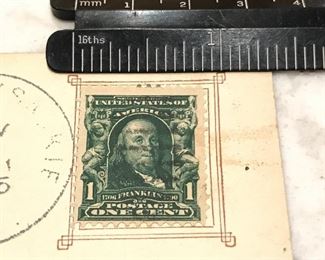 mm 1 2 3 4
16ths 1
UNITED STATES OF
AMERICA
1706 FRANKLIN 1790
1 ONE 1
POSTAGE
ONE CENT